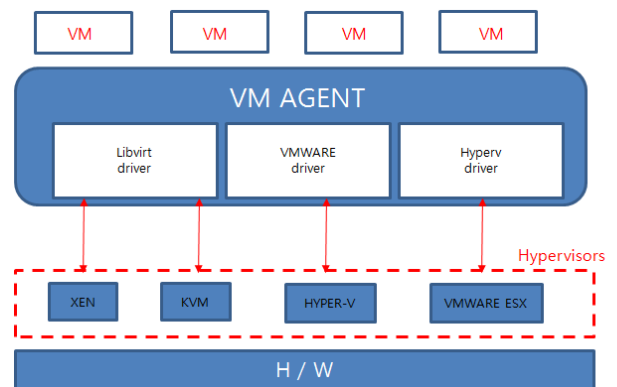 VM VM VM VM
VM AGENT
Libvirt driver
VMWARE driver
Hyperv driver
Hypervisors
XEN KVM HYPER-V VMWARE ESX
H / W